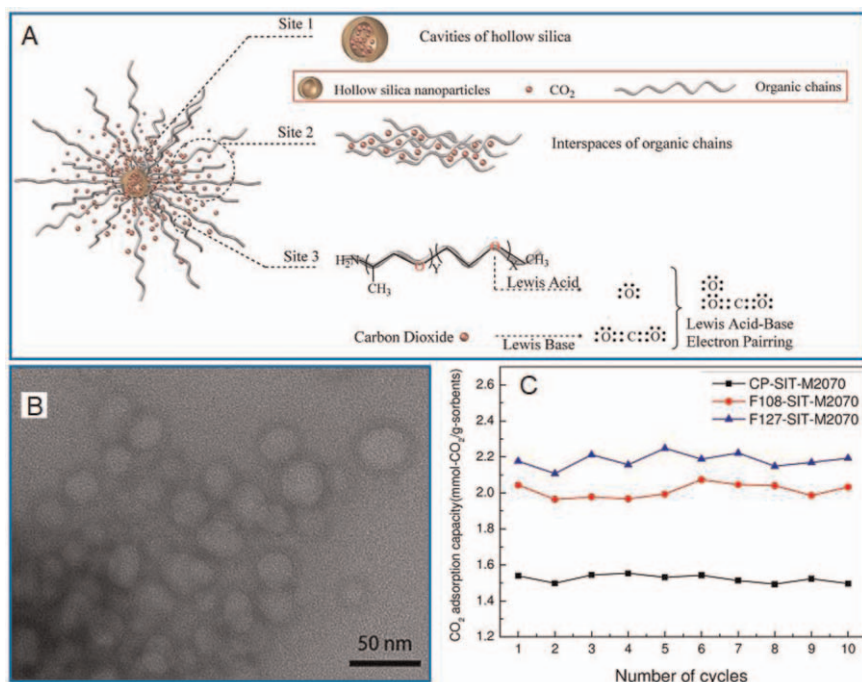 A
Site 1
Cavities of hollow silica
Hollow silica nanoparticles
CO2
Organic chains
Site 2
Interspaces of organic chains
Site 3
H2N
Y
X
CH3
CH3
Lewis Acid
:Ö:
Carbon Dioxide
Lewis Base
:Ö::C::Ö:
:Ö:
:Ö::C::Ö:
Lewis Acid-Base
Electron Pairring
B
50 nm
C
CP-SIT-M2070
F108-SIT-M2070
F127-SIT-M2070
CO2 adsorption capacity(mmol-CO2/g-sorbents)
2.6
2.4
2.2
2.0
1.8
1.6
1.4
1.2
1 2 3 4 5 6 7 8 9 10
Number of cycles